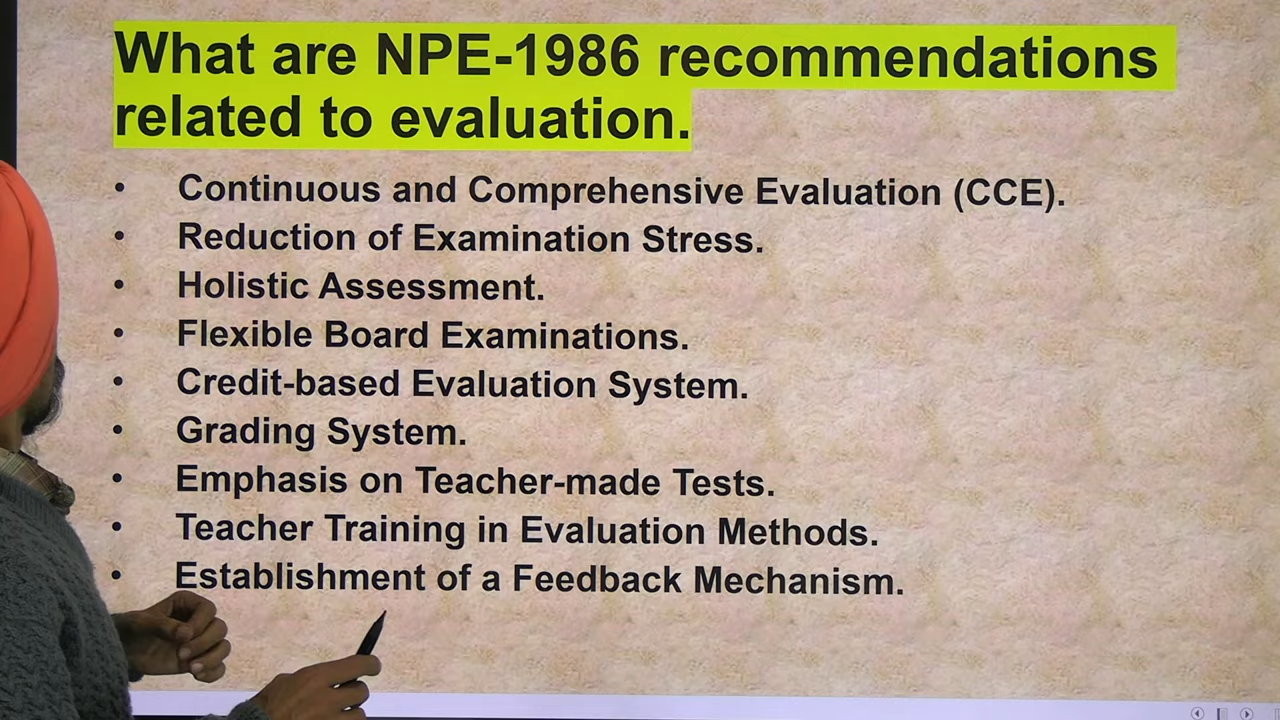 What are NPE-1986 recommendations
related to evaluation.
• Continuous and Comprehensive Evaluation (CCE).
• Reduction of Examination Stress.
• Holistic Assessment.
• Flexible Board Examinations.
• Credit-based Evaluation System.
• Grading System.
• Emphasis on Teacher-made Tests.
• Teacher Training in Evaluation Methods.
• Establishment of a Feedback Mechanism.